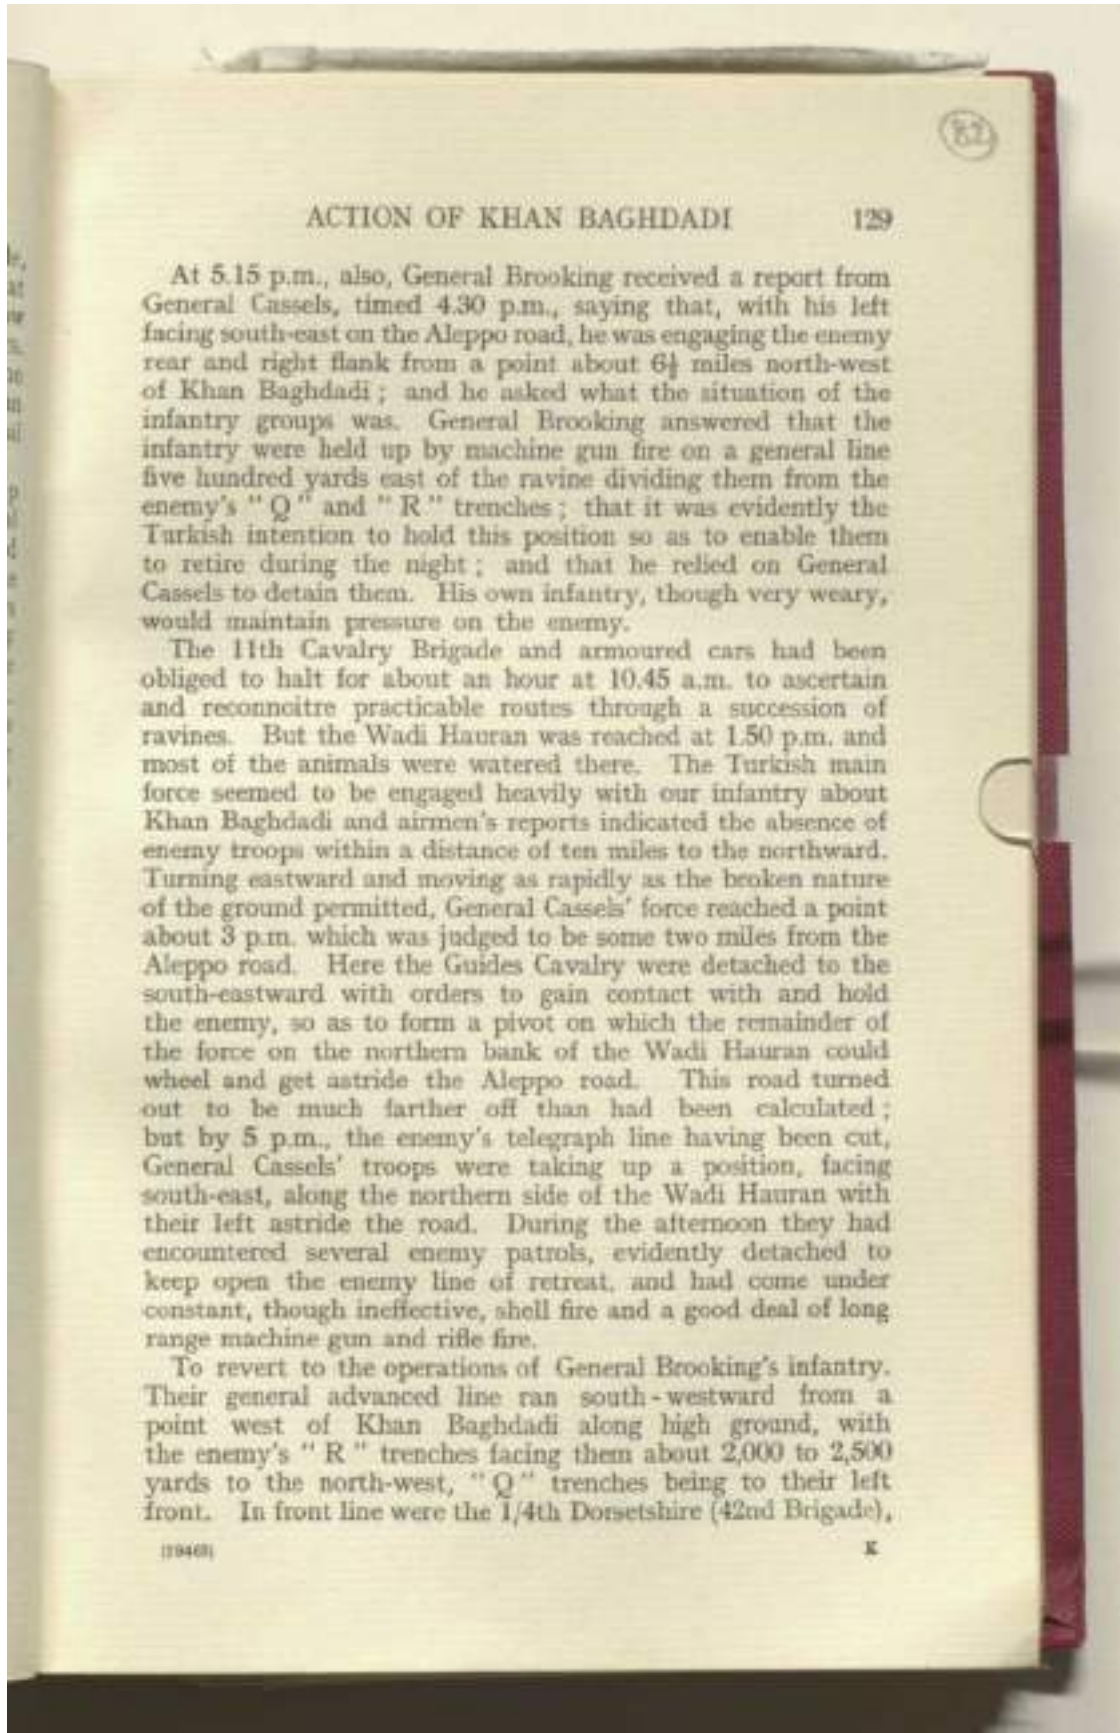 82
ACTION OF KHAN BAGHDADI 129
At 5.15 p.m., also, General Brooking received a report from
General Cassels, timed 4.30 p.m., saying that, with his left
facing south-east on the Aleppo road, he was engaging the enemy
rear and right flank from a point about 6½ miles north-west
of Khan Baghdadi ; and he asked what the situation of the
infantry groups was. General Brooking answered that the
infantry were held up by machine gun fire on a general line
five hundred yards east of the ravine dividing them from the
enemy's " Q " and " R " trenches ; that it was evidently the
Turkish intention to hold this position so as to enable them
to retire during the night ; and that he relied on General
Cassels to detain them. His own infantry, though very weary,
would maintain pressure on the enemy.
The 11th Cavalry Brigade and armoured cars had been
obliged to halt for about an hour at 10.45 a.m. to ascertain
and reconnoitre practicable routes through a succession of
ravines. But the Wadi Hauran was reached at 1.50 p.m. and
most of the animals were watered there. The Turkish main
force seemed to be engaged heavily with our infantry about
Khan Baghdadi and airmen's reports indicated the absence of
enemy troops within a distance of ten miles to the northward.
Turning eastward and moving as rapidly as the broken nature
of the ground permitted, General Cassels' force reached a point
about 3 p.m. which was judged to be some two miles from the
Aleppo road. Here the Guides Cavalry were detached to the
south-eastward with orders to gain contact with and hold
the enemy, so as to form a pivot on which the remainder of
the force on the northern bank of the Wadi Hauran could
wheel and get astride the Aleppo road. This road turned
out to be much farther off than had been calculated ;
but by 5 p.m., the enemy's telegraph line having been cut,
General Cassels' troops were taking up a position, facing
south-east, along the northern side of the Wadi Hauran with
their left astride the road. During the afternoon they had
encountered several enemy patrols, evidently detached to
keep open the enemy line of retreat, and had come under
constant, though ineffective, shell fire and a good deal of long
range machine gun and rifle fire.
To revert to the operations of General Brooking's infantry.
Their general advanced line ran south-westward from a
point west of Khan Baghdadi along high ground, with
the enemy's " R " trenches facing them about 2,000 to 2,500
yards to the north-west, " Q " trenches being to their left
front. In front line were the 1/4th Dorsetshire (42nd Brigade),
K